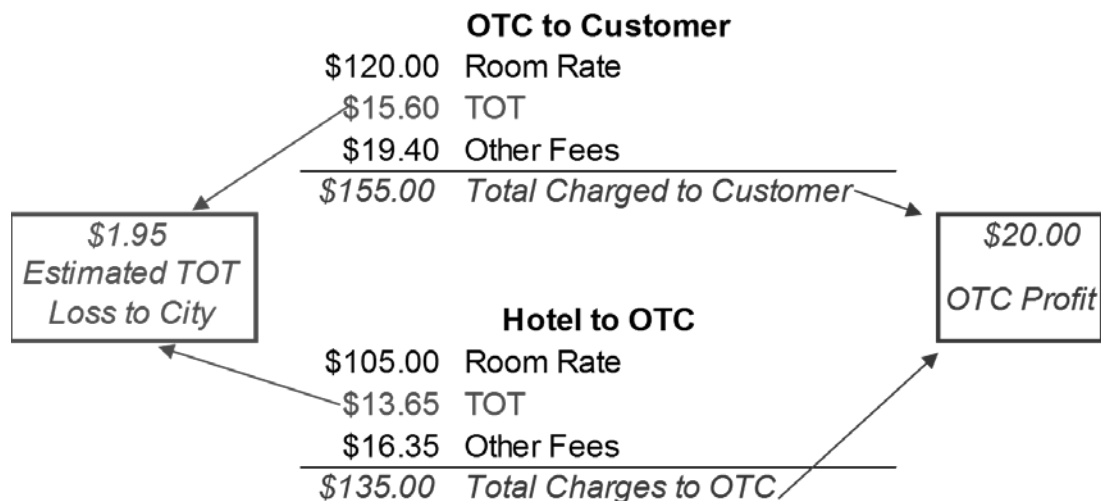 OTC to Customer
$120.00 Room Rate
$15.60 TOT
$19.40 Other Fees
$155.00 Total Charged to Customer
$1.95
Estimated TOT
Loss to City
$20.00
OTC Profit
Hotel to OTC
$105.00 Room Rate
$13.65 TOT
$16.35 Other Fees
$135.00 Total Charges to OTC